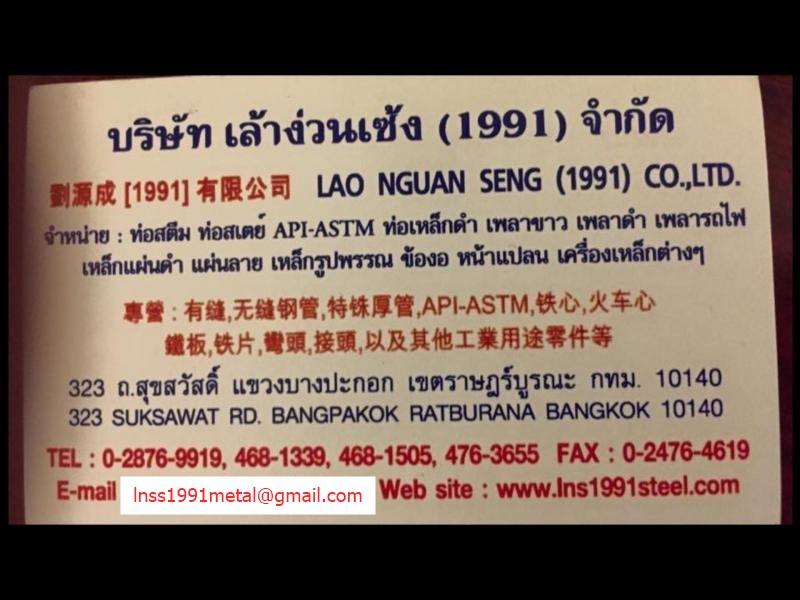 บริษัท เล้าง่วนเซ้ง (1991) จำกัด
劉源成 [1991] 有限公司 LAO NGUAN SENG (1991) CO.,LTD.
จำหน่าย : ท่อสตีม ท่อสเตย์ API-ASTM ท่อเหล็กดำ เพลาขาว เพลาดำ เพลารถไฟ
เหล็กแผ่นดำ แผ่นลาย เหล็กรูปพรรณ ข้องอ หน้าแปลน เครื่องเหล็กต่างๆ
專營 : 有缝,无缝钢管,特铢厚管,API-ASTM,铁心,火车心
鐵板,铁片,彎頭,接頭,以及其他工業用途零件等
323 ถ.สุขสวัสดิ์ แขวงบางปะกอก เขตราษฎร์บูรณะ กทม. 10140
323 SUKSAWAT RD. BANGPAKOK RATBURANA BANGKOK 10140
TEL : 0-2876-9919, 468-1339, 468-1505, 476-3655 FAX : 0-2476-4619
E-mail lnss1991metal@gmail.com Web site : www.lns1991steel.com